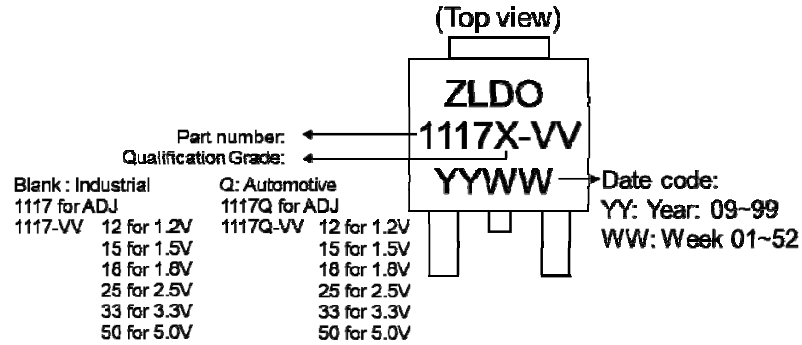 (Top view)
ZLDO
1117X-VV
YYWW
Part number:
Qualification Grade:
Date code:
YY: Year: 09~99
WW: Week 01~52
Blank : Industrial
1117 for ADJ
1117-VV 12 for 1.2V
15 for 1.5V
18 for 1.8V
25 for 2.5V
33 for 3.3V
50 for 5.0V
Q: Automotive
1117Q for ADJ
1117Q-VV 12 for 1.2V
15 for 1.5V
18 for 1.8V
25 for 2.5V
33 for 3.3V
50 for 5.0V